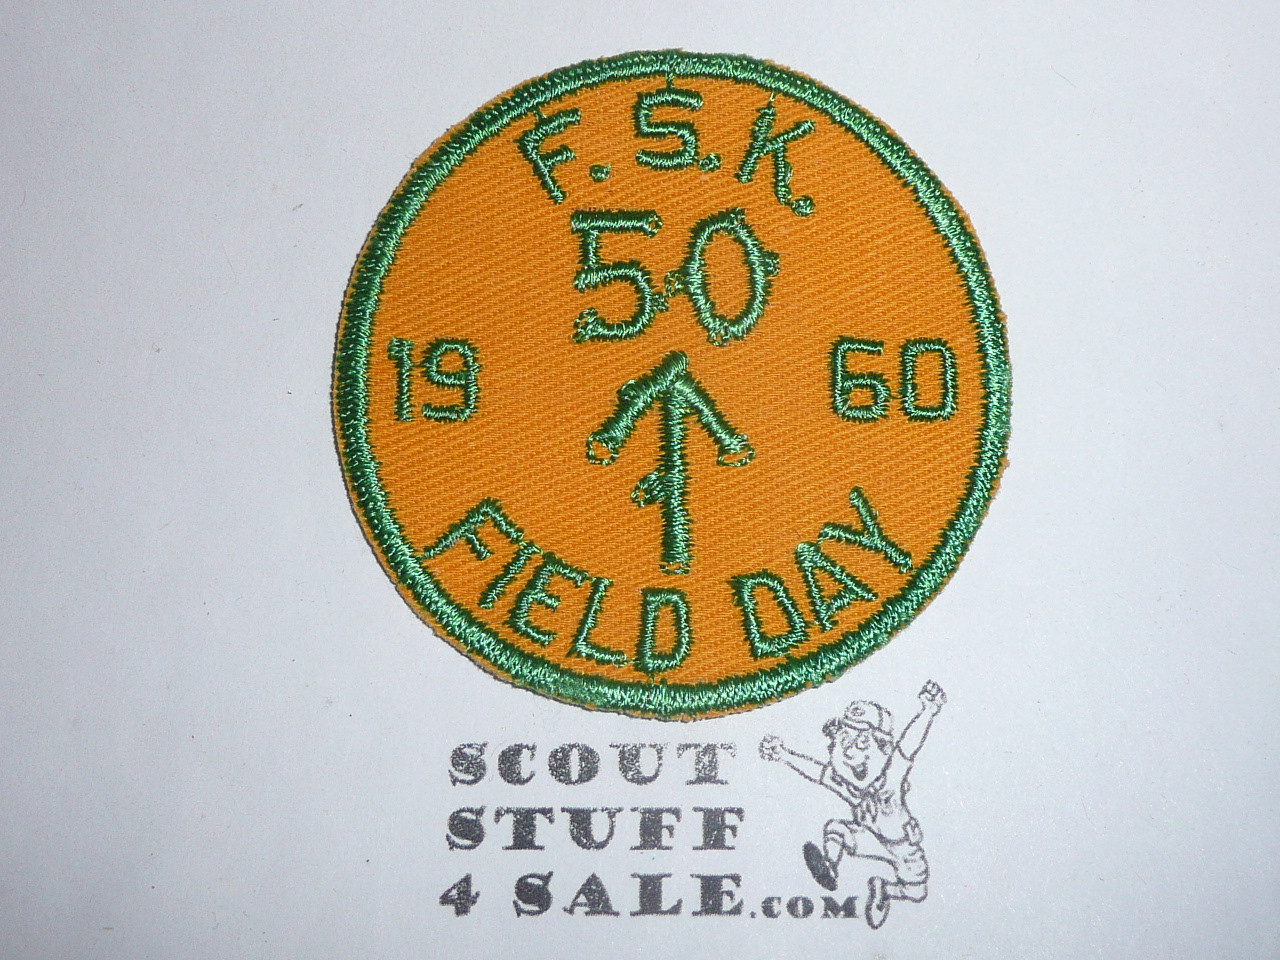 F.S.K.
50
19 60
FIELD DAY
SCOUT
STUFF
4 SALE.COM